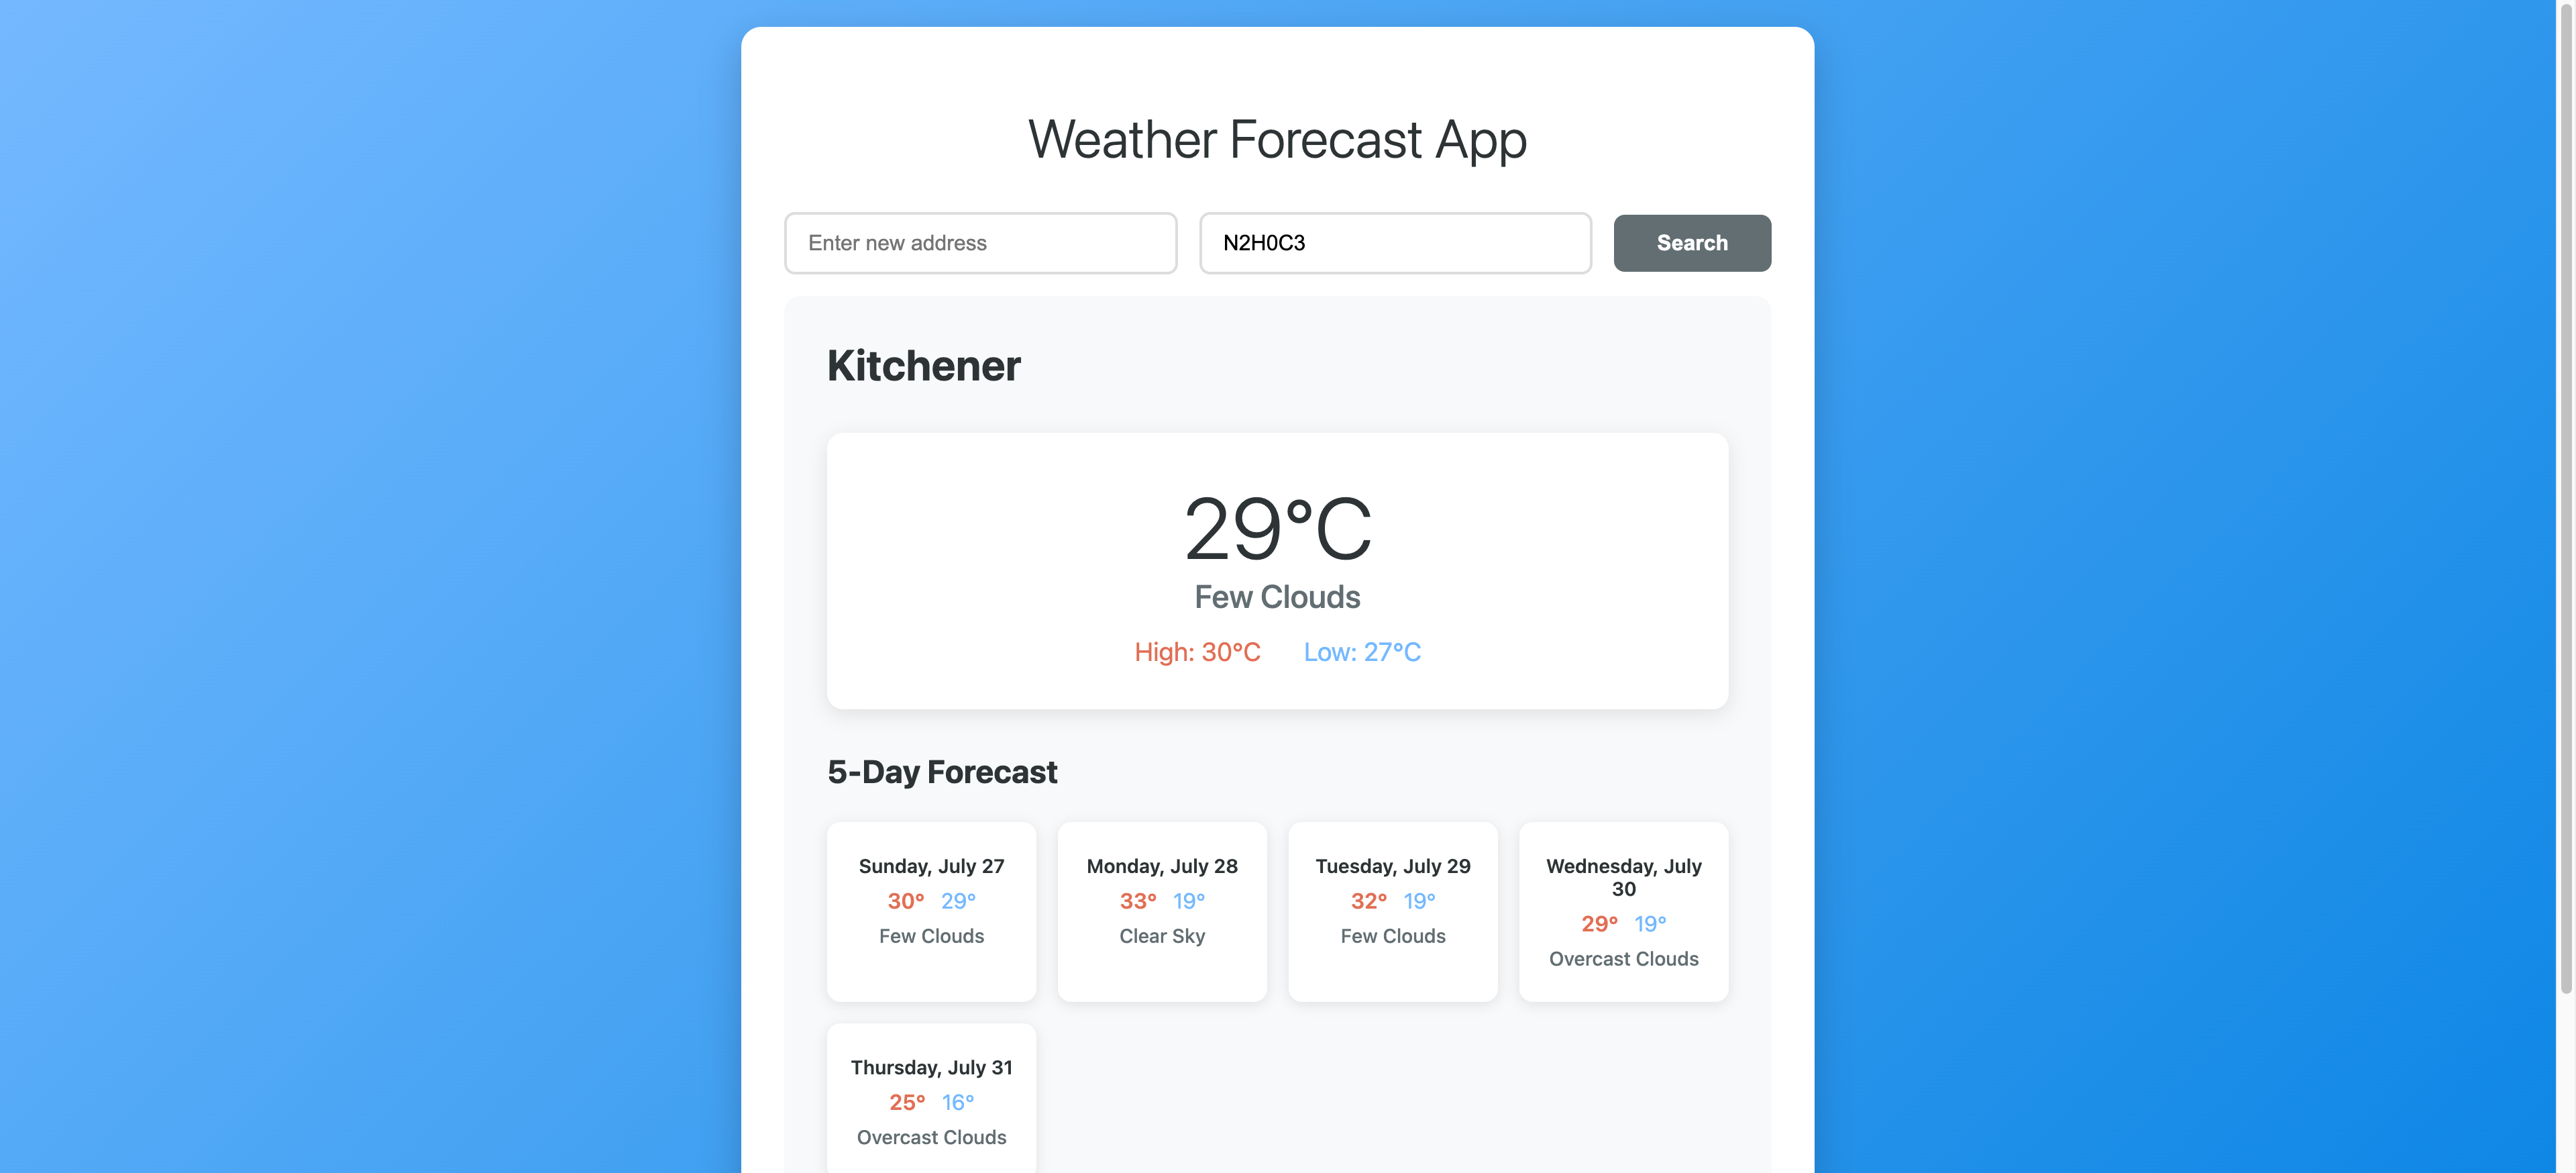 Weather Forecast App
Enter new address
N2H0C3
Search
Kitchener
29°C
Few Clouds
High: 30°C Low: 27°C
5-Day Forecast
Sunday, July 27
30° 29°
Few Clouds
Monday, July 28
33° 19°
Clear Sky
Tuesday, July 29
32° 19°
Few Clouds
Wednesday, July
30
29° 19°
Overcast Clouds
Thursday, July 31
25° 16°
Overcast Clouds